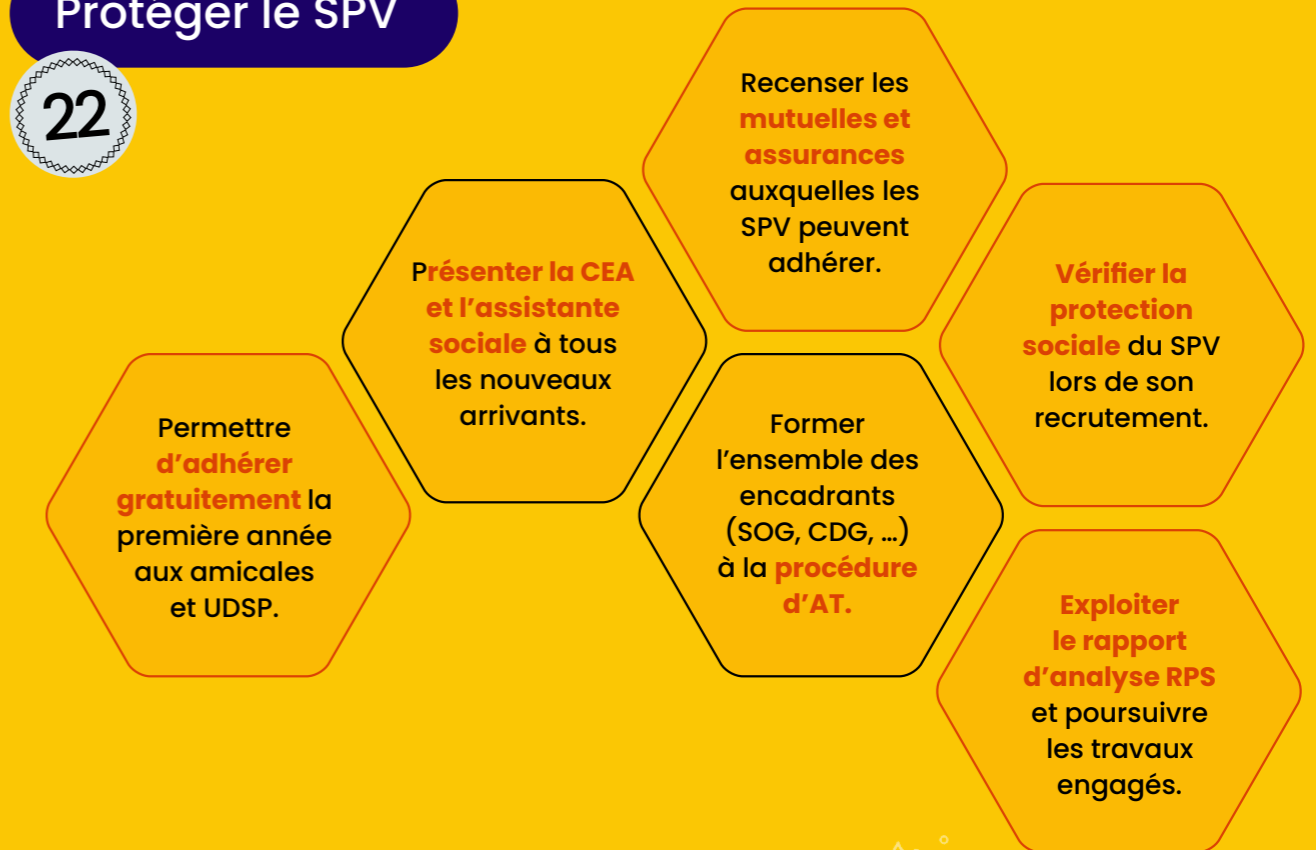 Protéger le SPV
22
Recenser les
mutuelles et
assurances
auxquelles les
SPV peuvent
adhérer.
Présenter la CEA
et l’assistante
sociale à tous
les nouveaux
arrivants.
Vérifier la
protection
sociale du SPV
lors de son
recrutement.
Permettre
d’adhérer
gratuitement la
première année
aux amicales
et UDSP.
Former
l’ensemble des
encadrants
(SOG, CDG, …)
à la procédure
d’AT.
Exploiter
le rapport
d’analyse RPS
et poursuivre
les travaux
engagés.